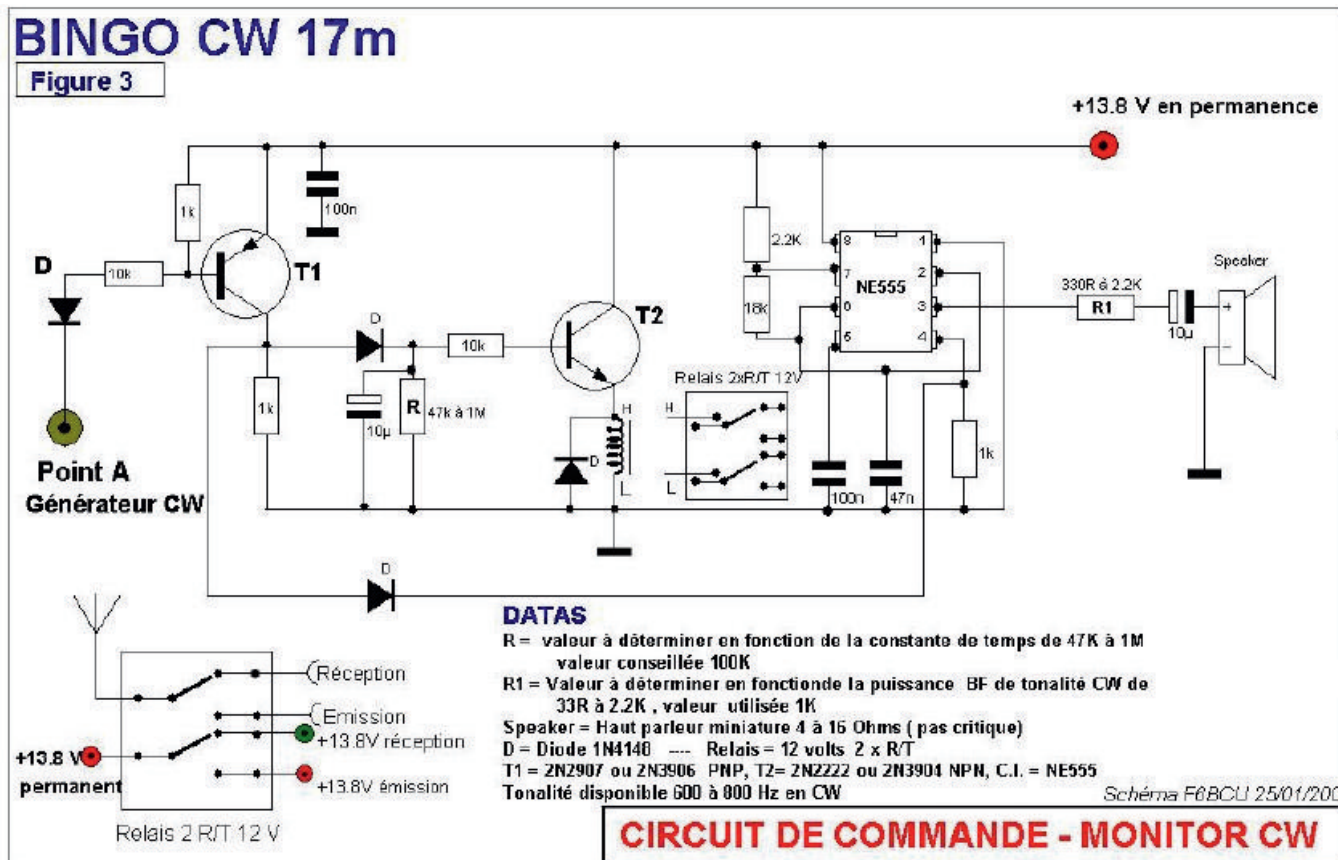 BINGO CW 17m
Figure 3
+13.8 V en permanence
1k
100n
D
10k
T1
2.2K
8
1
7
2
NE555
6
3
5
4
18k
330R à 2.2K
R1
10µ
Speaker
+
−
D
10k
T2
1k
10µ
R
47k à 1M
H
D
L
Relais 2xR/T 12V
H
L
100n
47n
1k
Point A
Générateur CW
D
Réception
Emission
+13.8V réception
+13.8 V
permanent
+13.8V émission
Relais 2 R/T 12 V
DATAS
R = valeur à déterminer en fonction de la constante de temps de 47K à 1M
valeur conseillée 100K
R1 = Valeur à déterminer en fonctionde la puissance BF de tonalité CW de
33R à 2.2K , valeur utilisée 1K
Speaker = Haut parleur miniature 4 à 16 Ohms ( pas critique)
D = Diode 1N4148 ---- Relais = 12 volts 2 x R/T
T1 = 2N2907 ou 2N3906 PNP, T2= 2N2222 ou 2N3904 NPN, C.I. = NE555
Tonalité disponible 600 à 800 Hz en CW
Schéma F6BCU 25/01/200
CIRCUIT DE COMMANDE - MONITOR CW